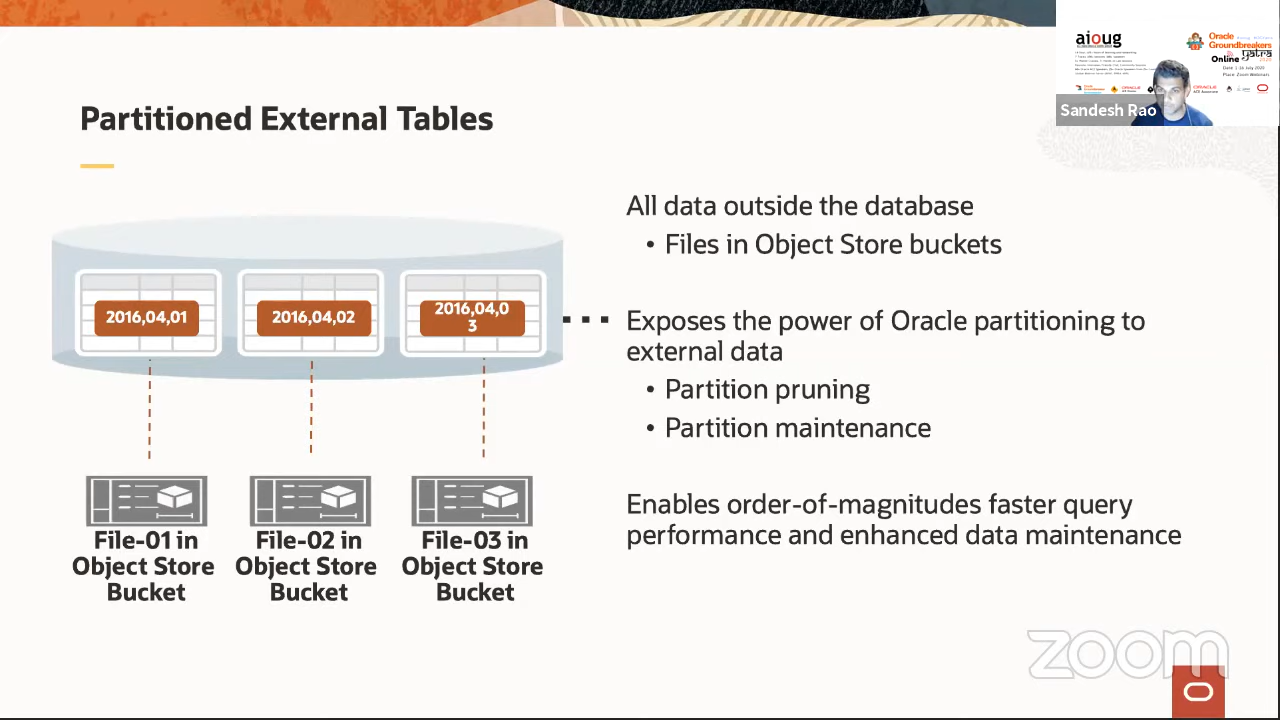 Partitioned External Tables
aioug
Oracle
Groundbreakers
Online यात्रा
Sandesh Rao
All data outside the database
• Files in Object Store buckets
2016,04,01
2016,04,02
2016,04,0
3
Exposes the power of Oracle partitioning to
external data
• Partition pruning
• Partition maintenance
Enables order-of-magnitudes faster query
performance and enhanced data maintenance
File-01 in
Object Store
Bucket
File-02 in
Object Store
Bucket
File-03 in
Object Store
Bucket
zoom